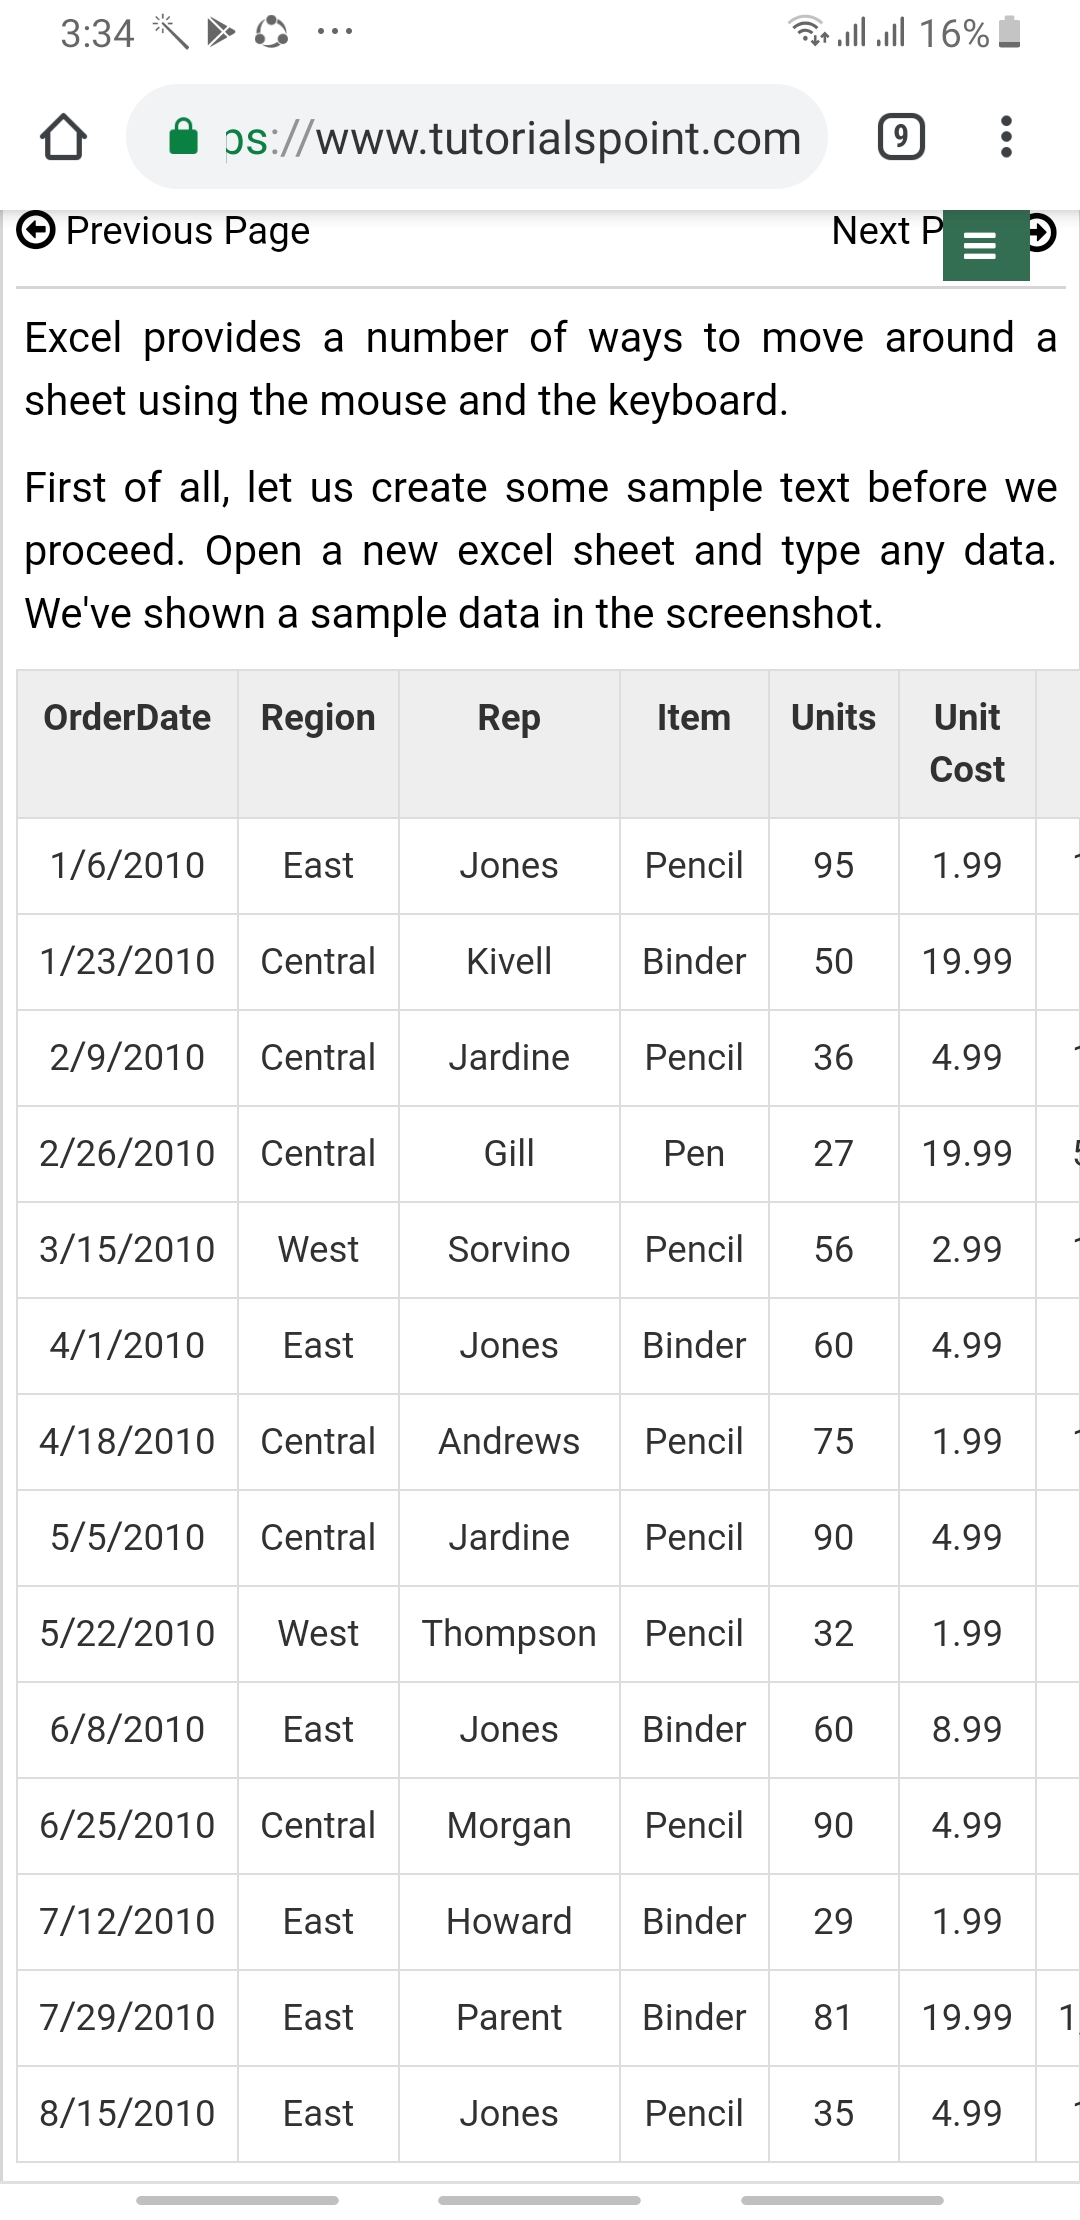 3:34 16%
ps://www.tutorialspoint.com 9
Previous Page Next P
Excel provides a number of ways to move around a
sheet using the mouse and the keyboard.
First of all, let us create some sample text before we
proceed. Open a new excel sheet and type any data.
We've shown a sample data in the screenshot.
OrderDate Region Rep Item Units Unit Cost
1/6/2010 East Jones Pencil 95 1.99
1/23/2010 Central Kivell Binder 50 19.99
2/9/2010 Central Jardine Pencil 36 4.99
2/26/2010 Central Gill Pen 27 19.99
3/15/2010 West Sorvino Pencil 56 2.99
4/1/2010 East Jones Binder 60 4.99
4/18/2010 Central Andrews Pencil 75 1.99
5/5/2010 Central Jardine Pencil 90 4.99
5/22/2010 West Thompson Pencil 32 1.99
6/8/2010 East Jones Binder 60 8.99
6/25/2010 Central Morgan Pencil 90 4.99
7/12/2010 East Howard Binder 29 1.99
7/29/2010 East Parent Binder 81 19.99
8/15/2010 East Jones Pencil 35 4.99